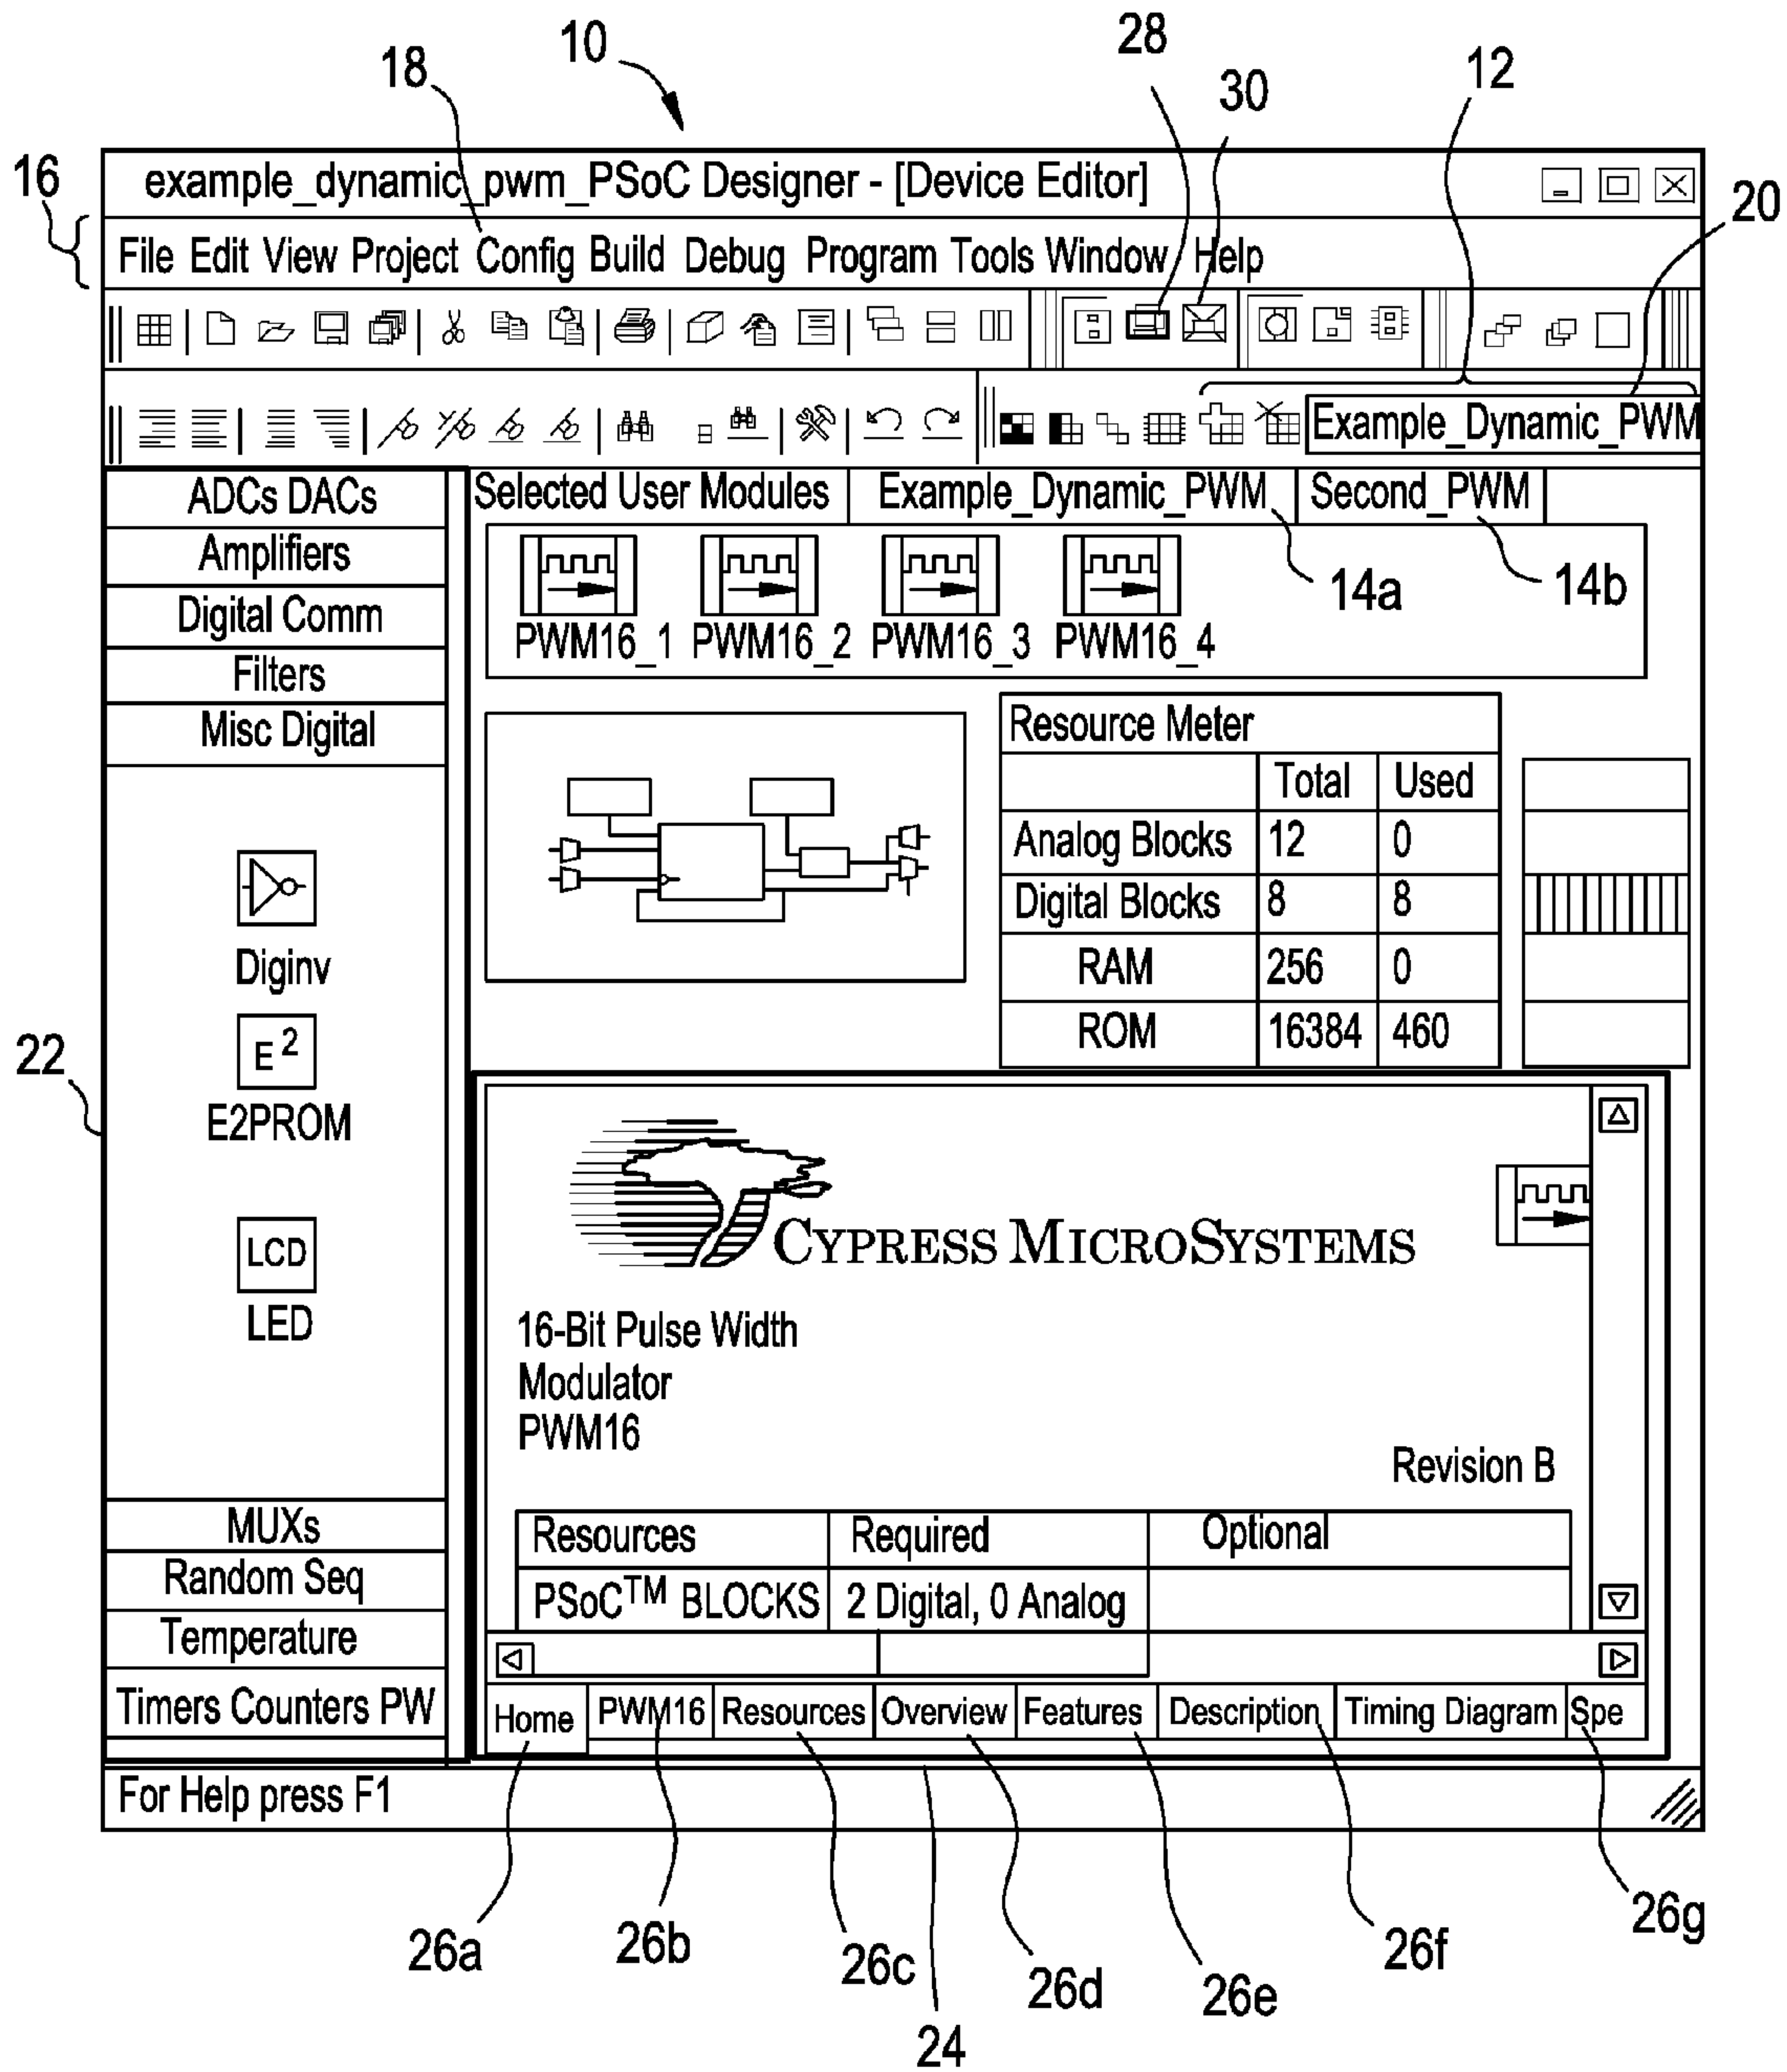 10
28
18
30
12
16
20
example_dynamic_pwm_PSoC Designer - [Device Editor]
File Edit View Project Config Build Debug Program Tools Window Help
Example_Dynamic_PWM
ADCs DACs
Amplifiers
Digital Comm
Filters
Misc Digital
Diginv
E²
E2PROM
LCD
LED
MUXs
Random Seq
Temperature
Timers Counters PW
22
Selected User Modules Example_Dynamic_PWM Second_PWM
14a 14b
PWM16_1 PWM16_2 PWM16_3 PWM16_4
Resource Meter
Total Used
Analog Blocks 12 0
Digital Blocks 8 8
RAM 256 0
ROM 16384 460
CYPRESS MICROSYSTEMS
16-Bit Pulse Width
Modulator
PWM16
Revision B
Resources Required Optional
PSoC™ BLOCKS 2 Digital, 0 Analog
Home PWM16 Resources Overview Features Description Timing Diagram Spe
For Help press F1
26a 26b 26c 26d 26e 26f 26g
24